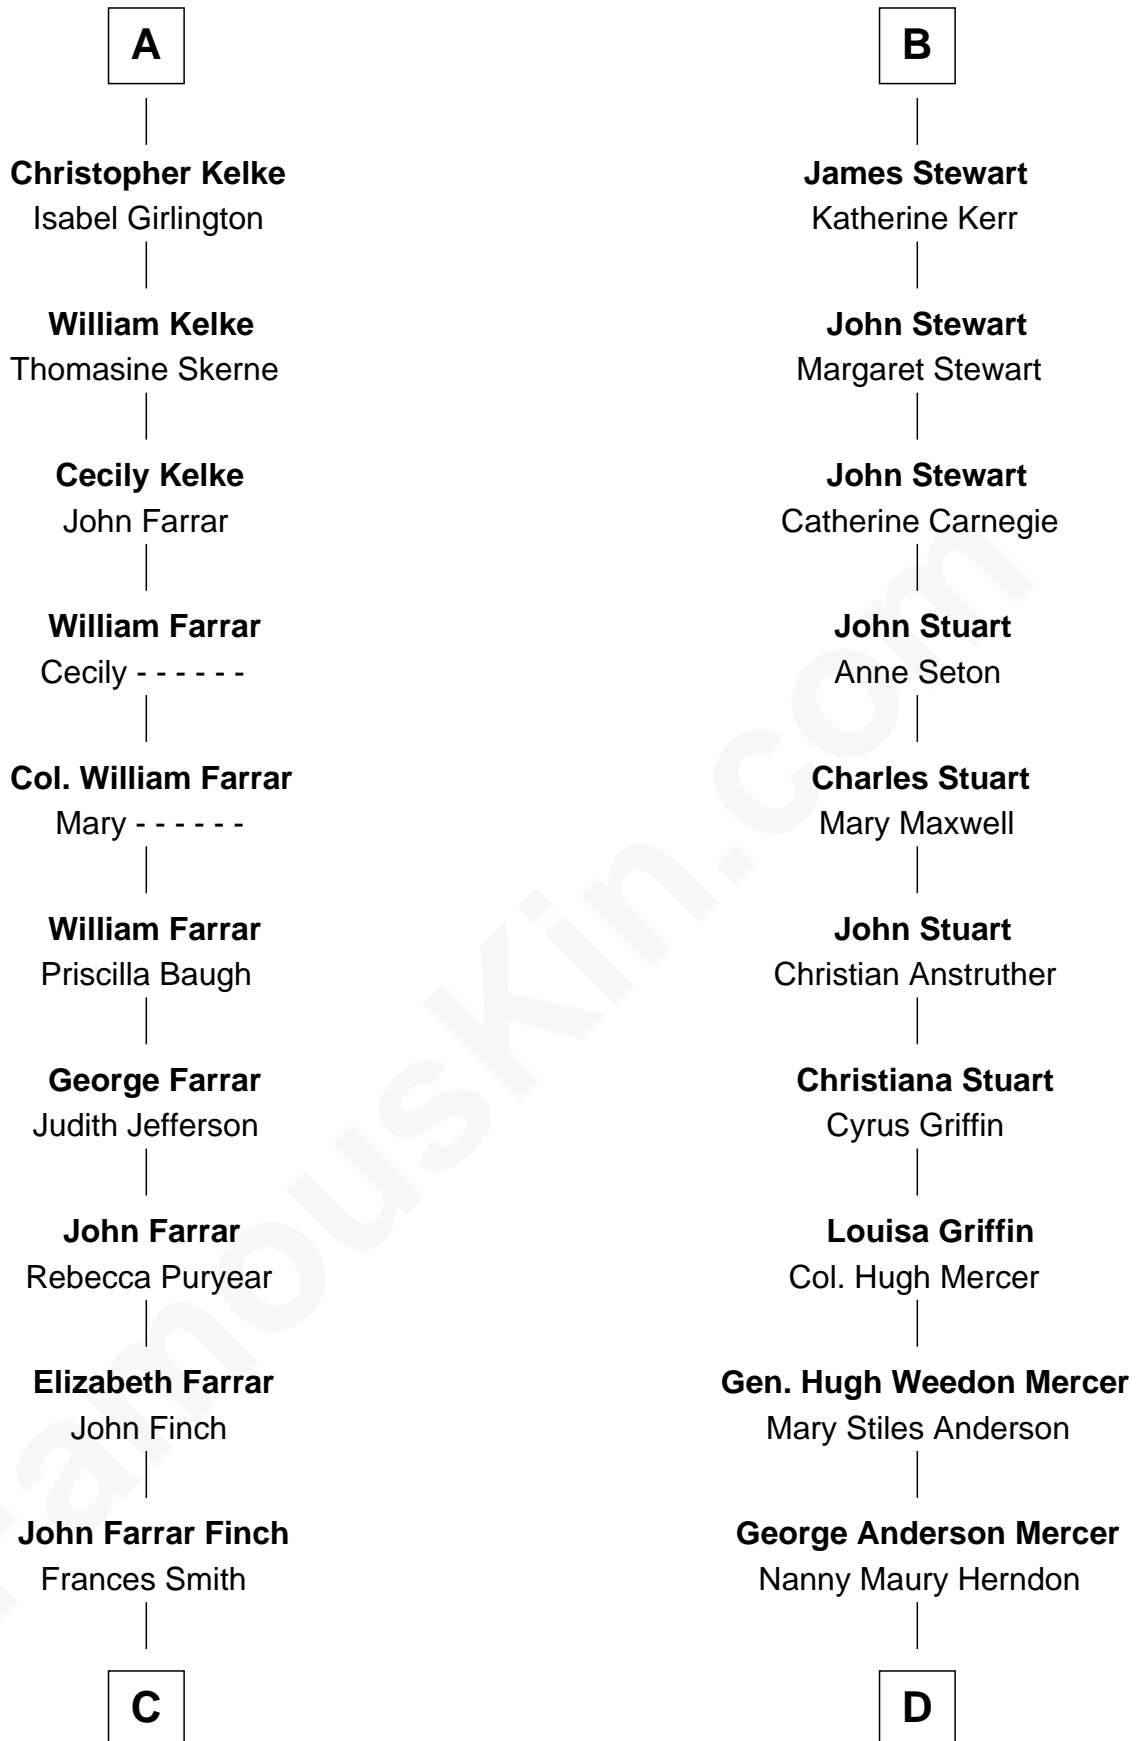 A
Christopher Kelke
Isabel Girlington
William Kelke
Thomasine Skerne
Cecily Kelke
John Farrar
William Farrar
Cecily - - - - - -
Col. William Farrar
Mary - - - - - -
William Farrar
Priscilla Baugh
George Farrar
Judith Jefferson
John Farrar
Rebecca Puryear
Elizabeth Farrar
John Finch
John Farrar Finch
Frances Smith
C
B
James Stewart
Katherine Kerr
John Stewart
Margaret Stewart
John Stewart
Catherine Carnegie
John Stuart
Anne Seton
Charles Stuart
Mary Maxwell
John Stuart
Christian Anstruther
Christiana Stuart
Cyrus Griffin
Louisa Griffin
Col. Hugh Mercer
Gen. Hugh Weedon Mercer
Mary Stiles Anderson
George Anderson Mercer
Nanny Maury Herndon
D
FamousKin.com